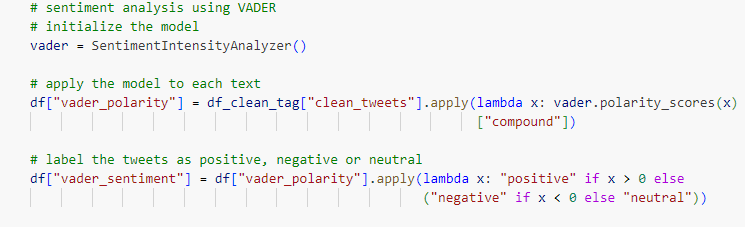 # sentiment analysis using VADER
# initialize the model
vader = SentimentIntensityAnalyzer()
# apply the model to each text
df["vader_polarity"] = df_clean_tag["clean_tweets"].apply(lambda x: vader.polarity_scores(x)
["compound"])
# label the tweets as positive, negative or neutral
df["vader_sentiment"] = df["vader_polarity"].apply(lambda x: "positive" if x > 0 else
("negative" if x < 0 else "neutral"))